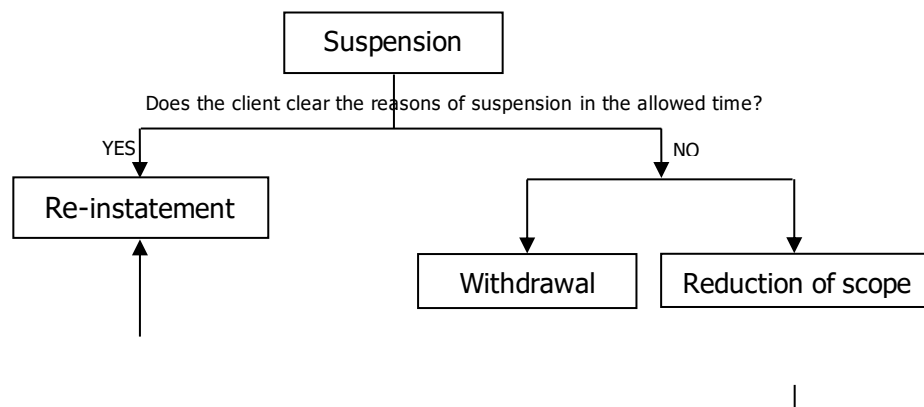 Suspension
Does the client clear the reasons of suspension in the allowed time?
YES
NO
Re-instatement
Withdrawal
Reduction of scope